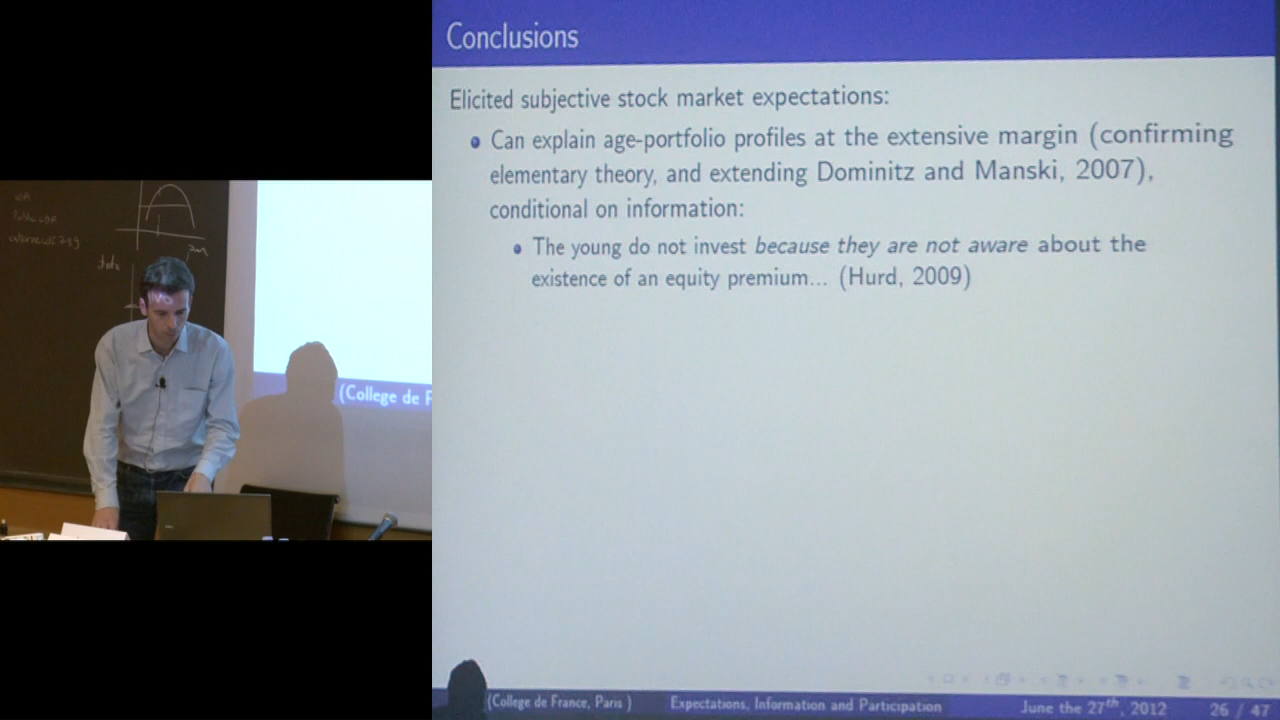 Conclusions
Elicited subjective stock market expectations:
Can explain age-portfolio profiles at the extensive margin (confirming
elementary theory, and extending Dominitz and Manski, 2007),
conditional on information:
The young do not invest because they are not aware about the
existence of an equity premium... (Hurd, 2009)
(College de France, Paris )
Expectations, Information and Participation
June the 27th, 2012
26 / 47
(College de F